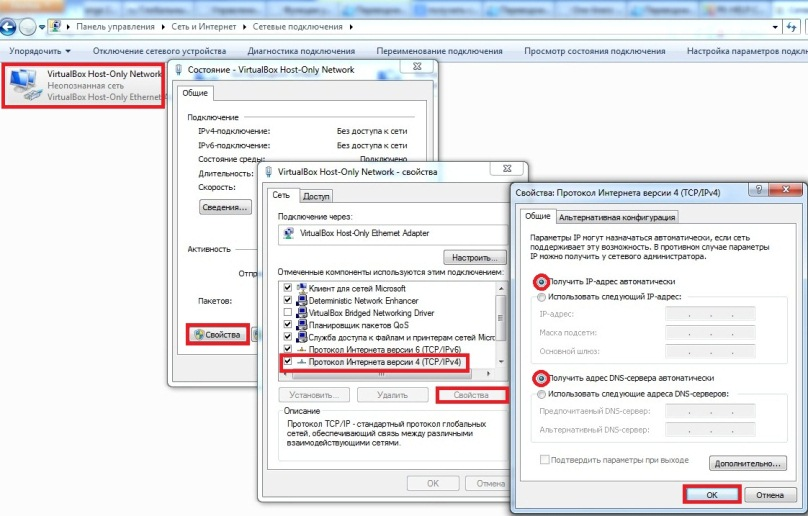 Панель управления ▸ Сеть и Интернет ▸ Сетевые подключения ▸
Упорядочить ▾ Отключение сетевого устройства Диагностика подключения Переименование подключения Просмотр состояния подключения Настройка параметров
VirtualBox Host-Only Network
Неопознанная сеть
VirtualBox Host-Only Ethernet
Состояние - VirtualBox Host-Only Network
Общие
Подключение
IPv4-подключение: Без доступа к сети
IPv6-подключение: Без доступа к сети
Состояние среды: Подключено
Длительность:
Скорость:
Сведения...
Активность
Отпр
Пакетов:
Свойства
VirtualBox Host-Only Network - свойства
Сеть Доступ
Подключение через:
VirtualBox Host-Only Ethernet Adapter
Настроить...
Отмеченные компоненты используются этим подключением:
Клиент для сетей Microsoft
Deterministic Network Enhancer
VirtualBox Bridged Networking Driver
Планировщик пакетов QoS
Служба доступа к файлам и принтерам сетей Micro
Протокол Интернета версии 6 (TCP/IPv6)
Протокол Интернета версии 4 (TCP/IPv4)
Установить... Удалить Свойства
Описание
Протокол TCP/IP - стандартный протокол глобальных
сетей, обеспечивающий связь между различными
взаимодействующими сетями.
OK Отмена
Свойства: Протокол Интернета версии 4 (TCP/IPv4)
Общие Альтернативная конфигурация
Параметры IP могут назначаться автоматически, если сеть
поддерживает эту возможность. В противном случае параметры
IP можно получить у сетевого администратора.
Получить IP-адрес автоматически
Использовать следующий IP-адрес:
IP-адрес:
Маска подсети:
Основной шлюз:
Получить адрес DNS-сервера автоматически
Использовать следующие адреса DNS-серверов:
Предпочитаемый DNS-сервер:
Альтернативный DNS-сервер:
Подтвердить параметры при выходе
Дополнительно...
OK Отмена